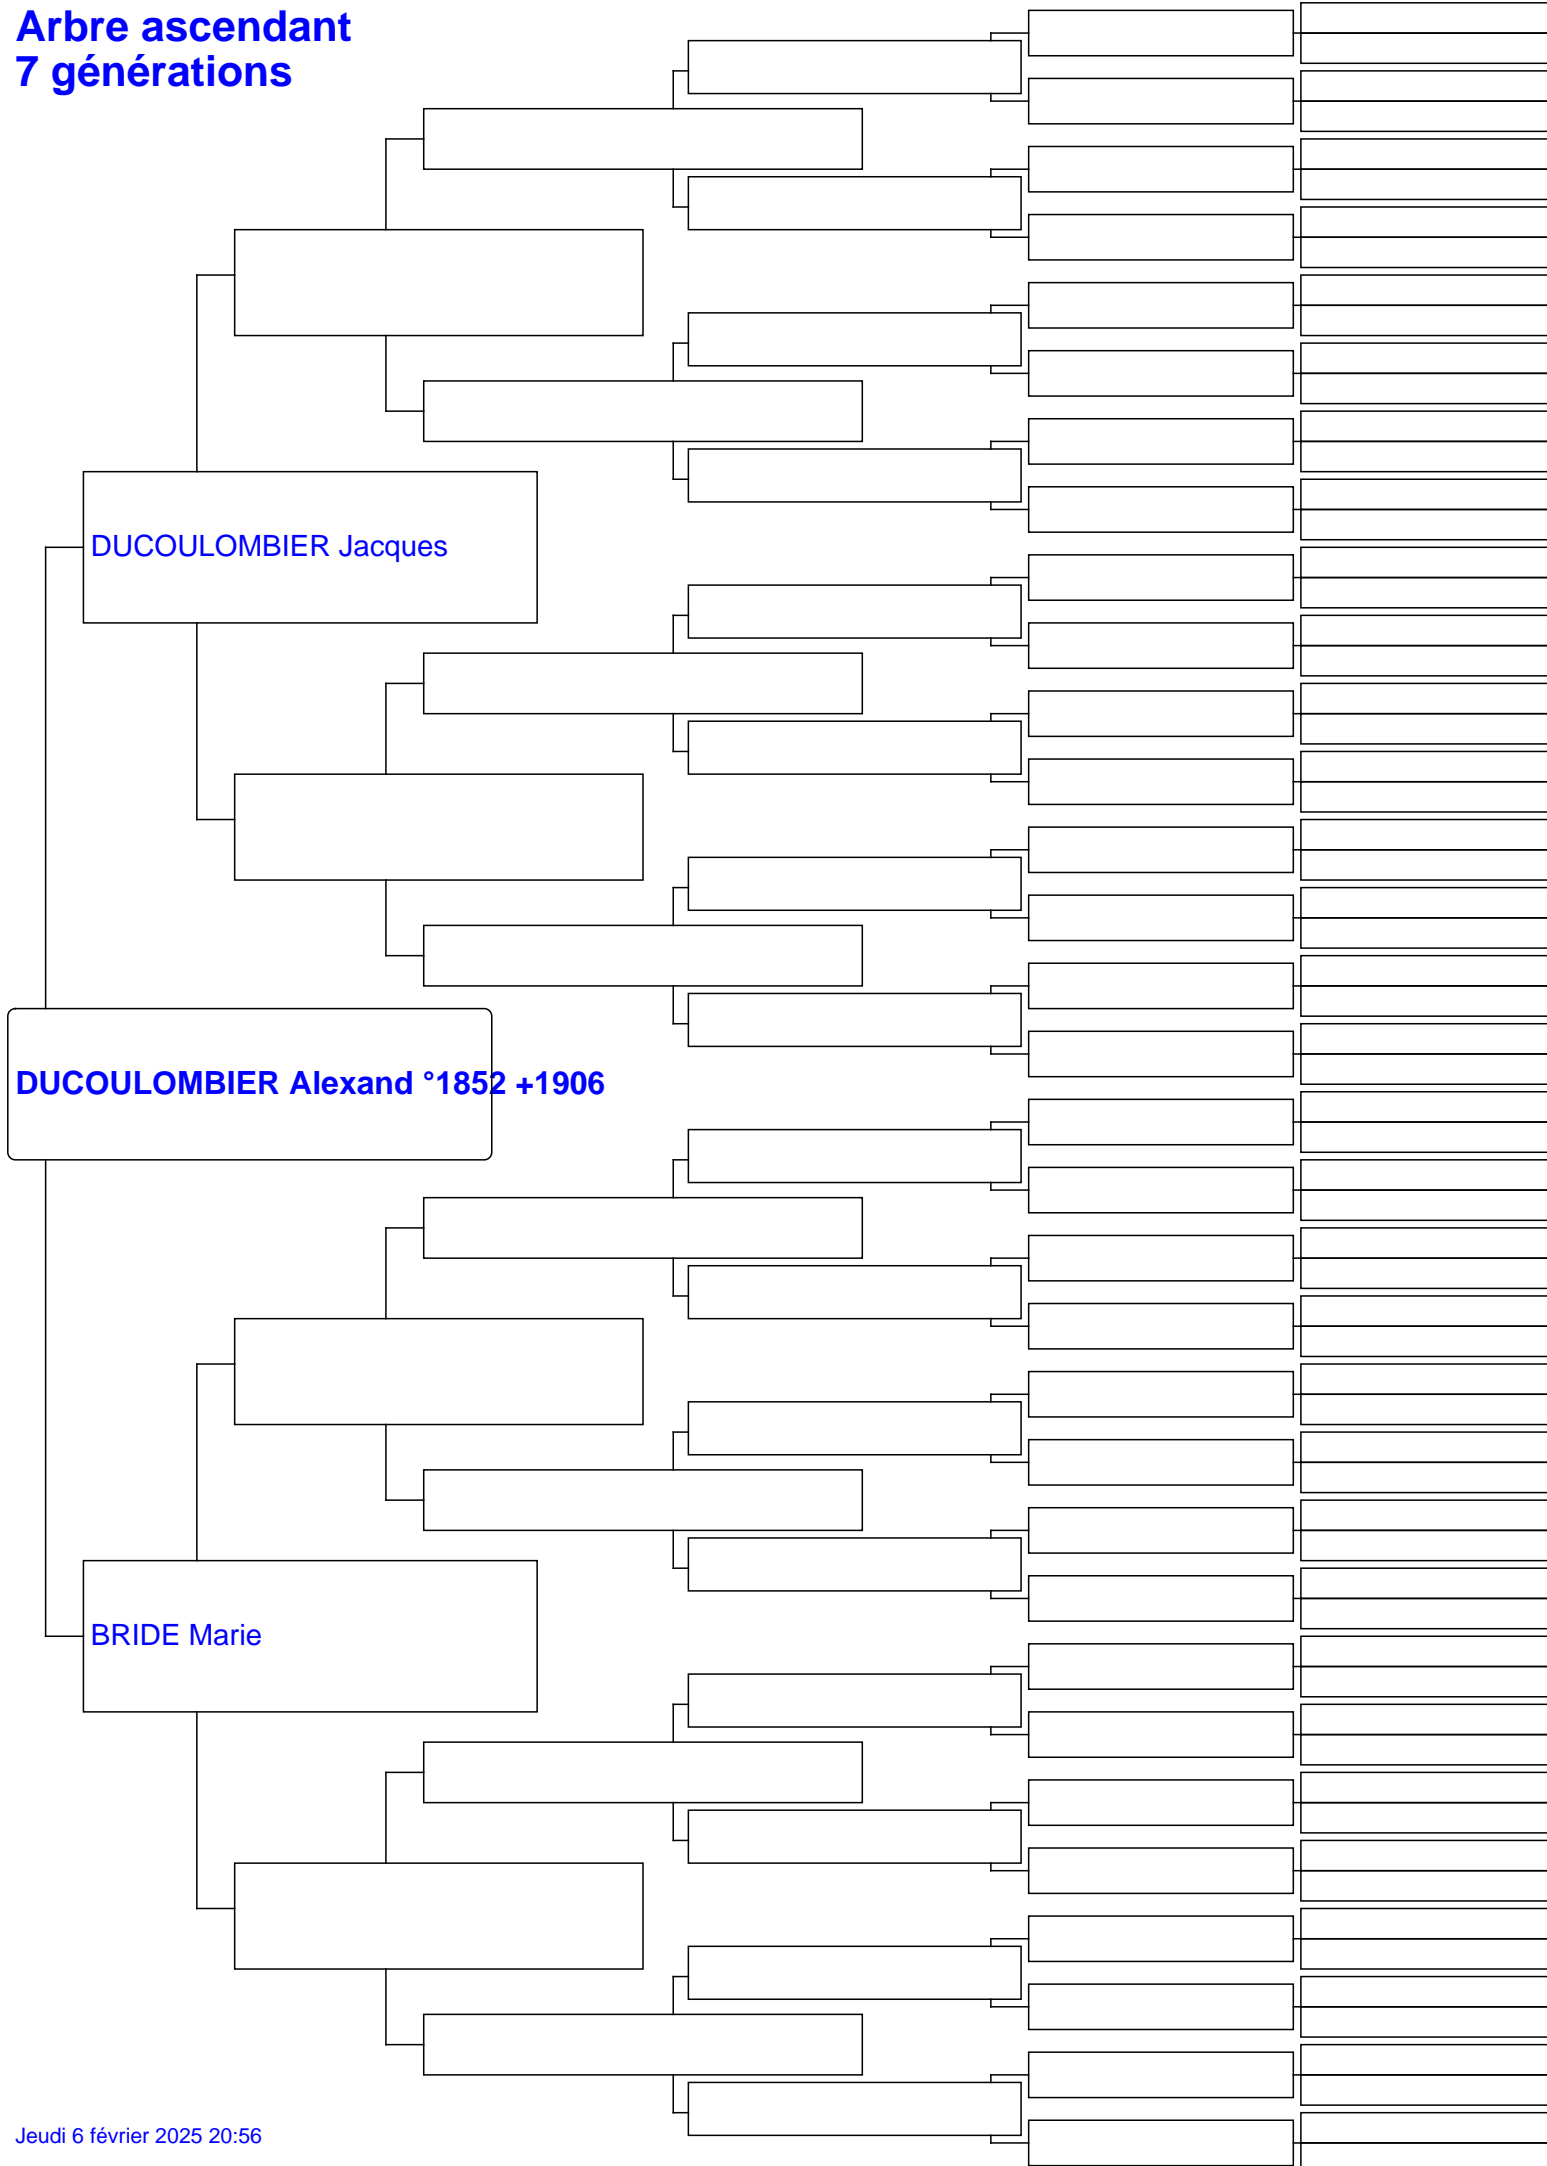 Arbre ascendant
7 générations
DUCOULOMBIER Jacques
DUCOULOMBIER Alexand °1852 +1906
BRIDE Marie
Jeudi 6 février 2025 20:56